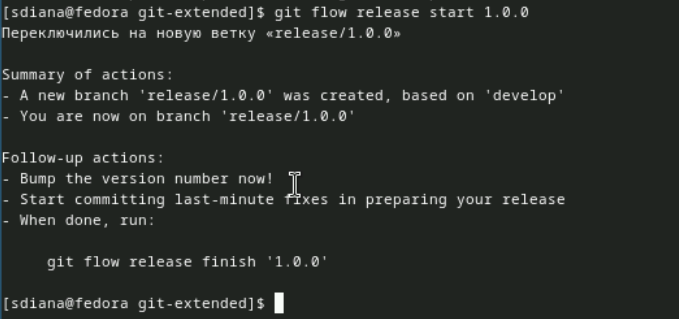 [sdiana@fedora git-extended]$ git flow release start 1.0.0
Переключились на новую ветку «release/1.0.0»
Summary of actions:
- A new branch 'release/1.0.0' was created, based on 'develop'
- You are now on branch 'release/1.0.0'
Follow-up actions:
- Bump the version number now!
- Start committing last-minute fixes in preparing your release
- When done, run:
git flow release finish '1.0.0'
[sdiana@fedora git-extended]$